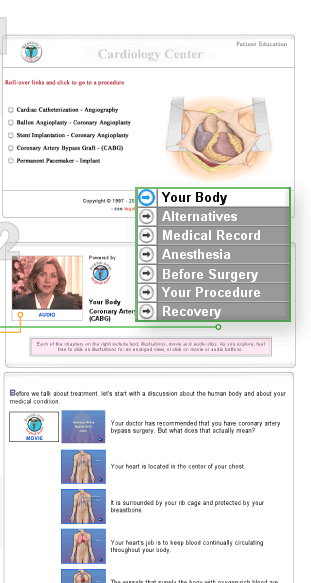 1
Patient Education
Cardiology Center
Roll-over links and click to go to a procedure
Cardiac Catheterization - Angiography
Ballon Angioplasty - Coronary Angioplasty
Stent Implantation - Coronary Angioplasty
Coronary Artery Bypass Graft - (CABG)
Permanent Pacemaker - Implant
Copyright © 1997 - 20
- see legal
Your Body
Alternatives
Medical Record
Anesthesia
Before Surgery
Your Procedure
Recovery
2
Powered by
Your Body
Coronary Arter
(CABG)
AUDIO
Each of the chapters on the right include text, illustrations, movie and audio clips. As you explore, feel
free to click on illustrations for an enlarged view, or click on movie or audio buttons.
Before we talk about treatment, let's start with a discussion about the human body and about your
medical condition.
MOVIE
Your doctor has recommended that you have coronary artery
bypass surgery. But what does that actually mean?
Your heart is located in the center of your chest.
It is surrounded by your rib cage and protected by your
breastbone.
Your heart's job is to keep blood continually circulating
throughout your body.
The vessels that supply the body with oxygen-rich blood are